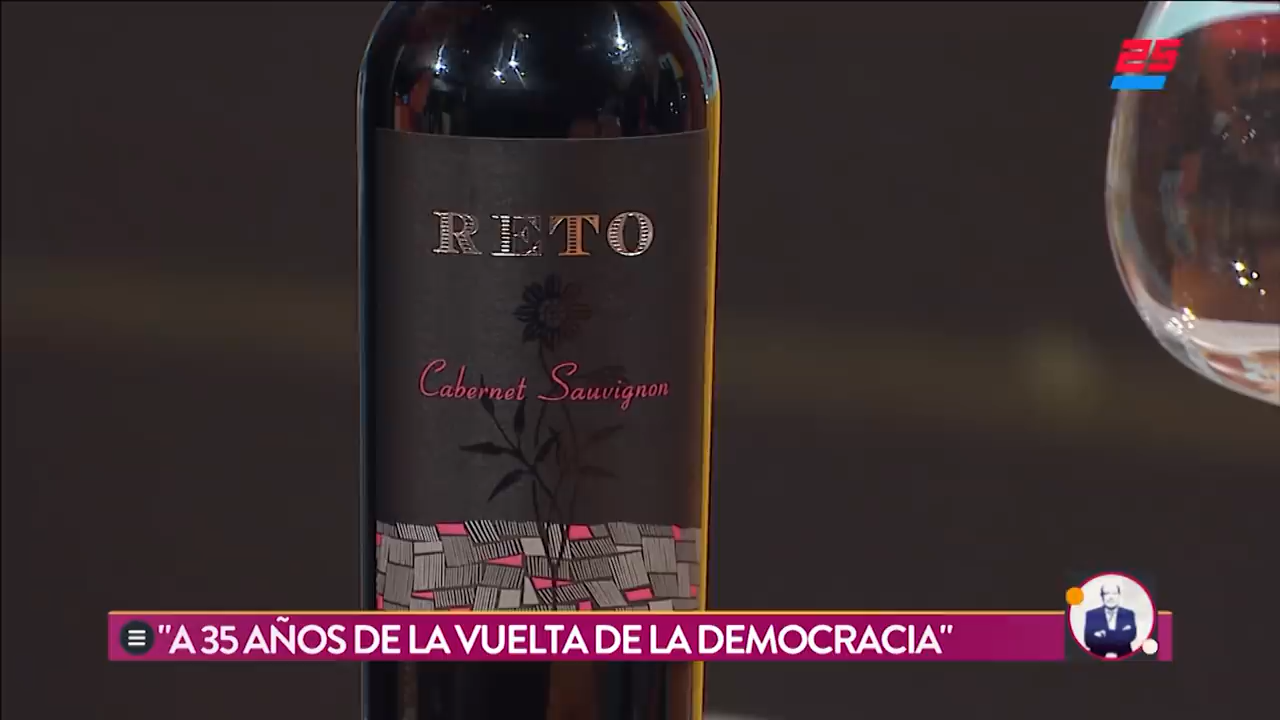 25
RETO
Cabernet Sauvignon
"A 35 AÑOS DE LA VUELTA DE LA DEMOCRACIA"